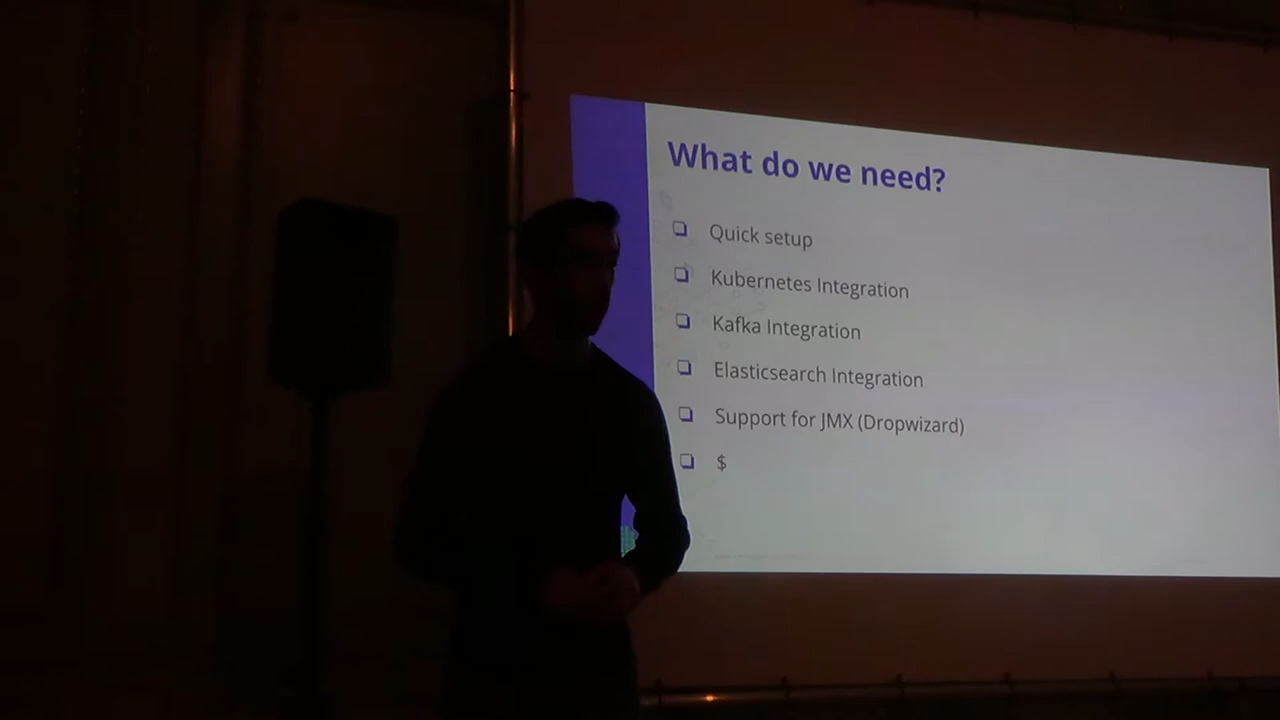 What do we need?
Quick setup
Kubernetes Integration
Kafka Integration
Elasticsearch Integration
Support for JMX (Dropwizard)
$